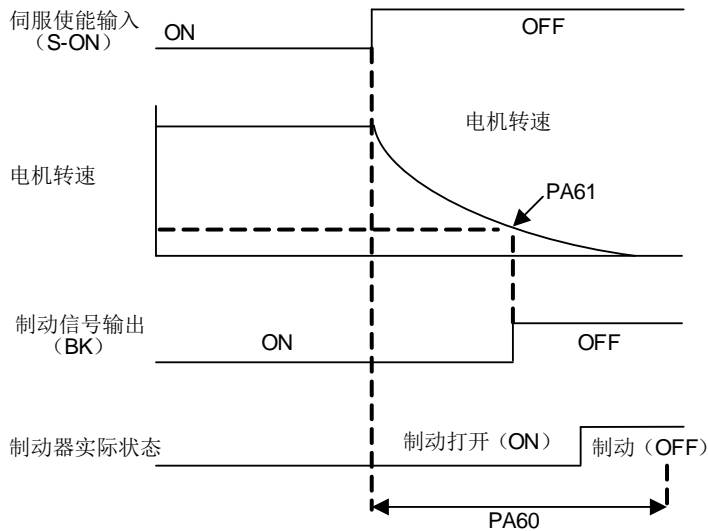 伺服使能输入
（S-ON）
ON
OFF
电机转速
电机转速
PA61
制动信号输出
（BK）
ON
OFF
制动器实际状态
制动打开（ON）
制动（OFF）
PA60